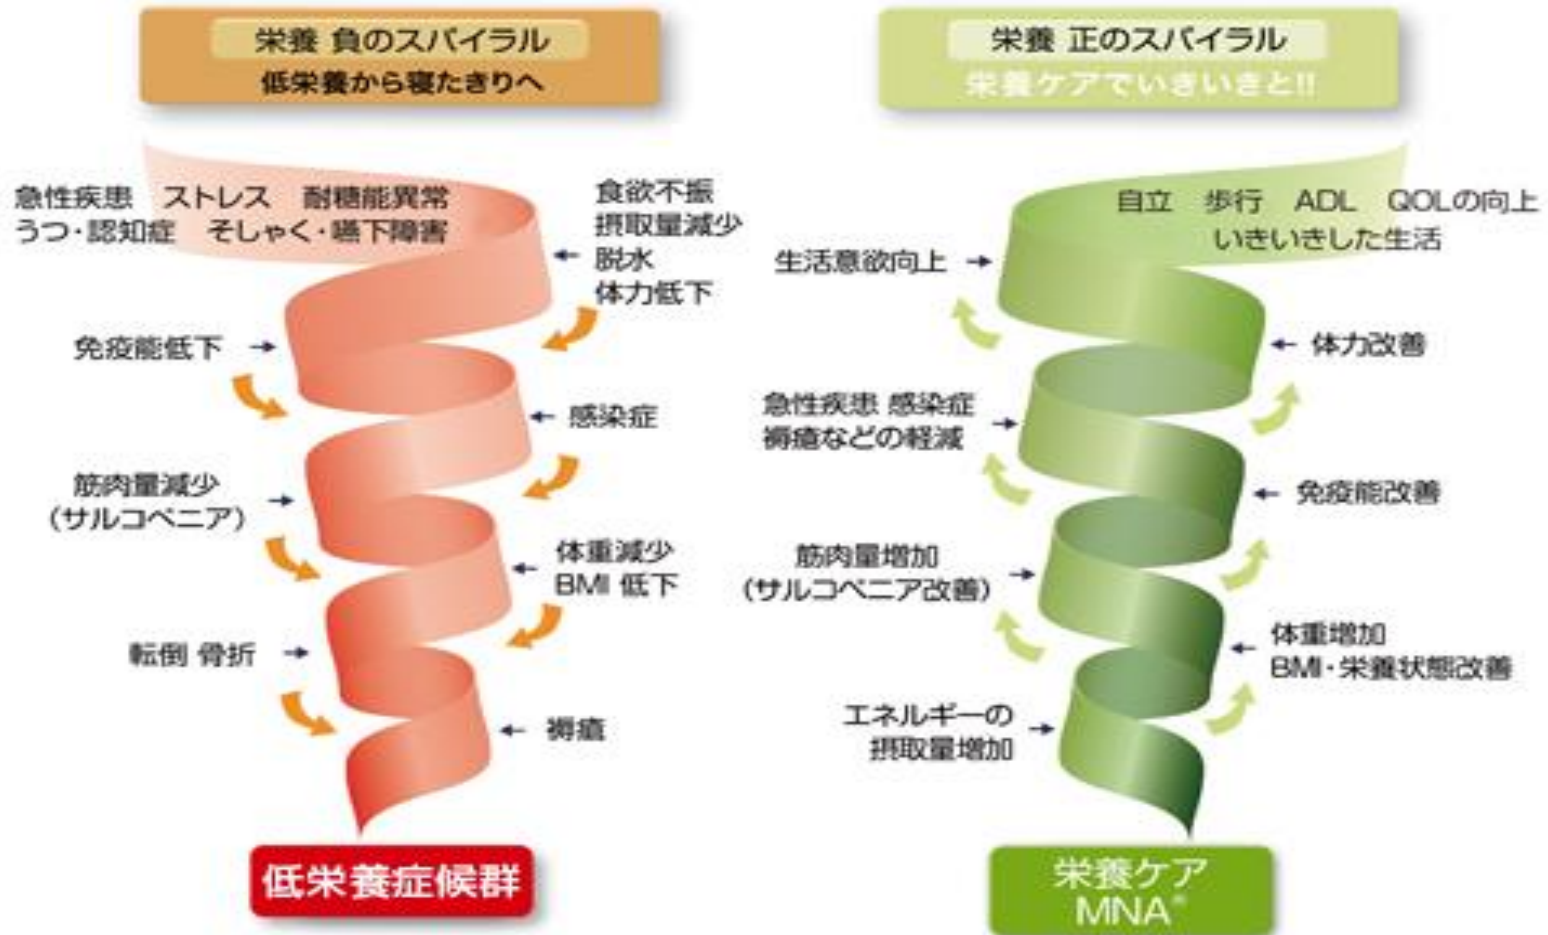 栄養 負のスパイラル
低栄養から寝たきりへ
急性疾患 ストレス 耐糖能異常
うつ・認知症 そしゃく・嚥下障害
食欲不振
摂取量減少
脱水
体力低下
免疫能低下
感染症
筋肉量減少
(サルコペニア)
体重減少
BMI 低下
転倒 骨折
褥瘡
低栄養症候群
栄養 正のスパイラル
栄養ケアでいきいきと!!
自立 歩行 ADL QOLの向上
いきいきした生活
生活意欲向上
体力改善
急性疾患 感染症
褥瘡などの軽減
免疫能改善
筋肉量増加
(サルコペニア改善)
体重増加
BMI・栄養状態改善
エネルギーの
摂取量増加
栄養ケア
MNA®